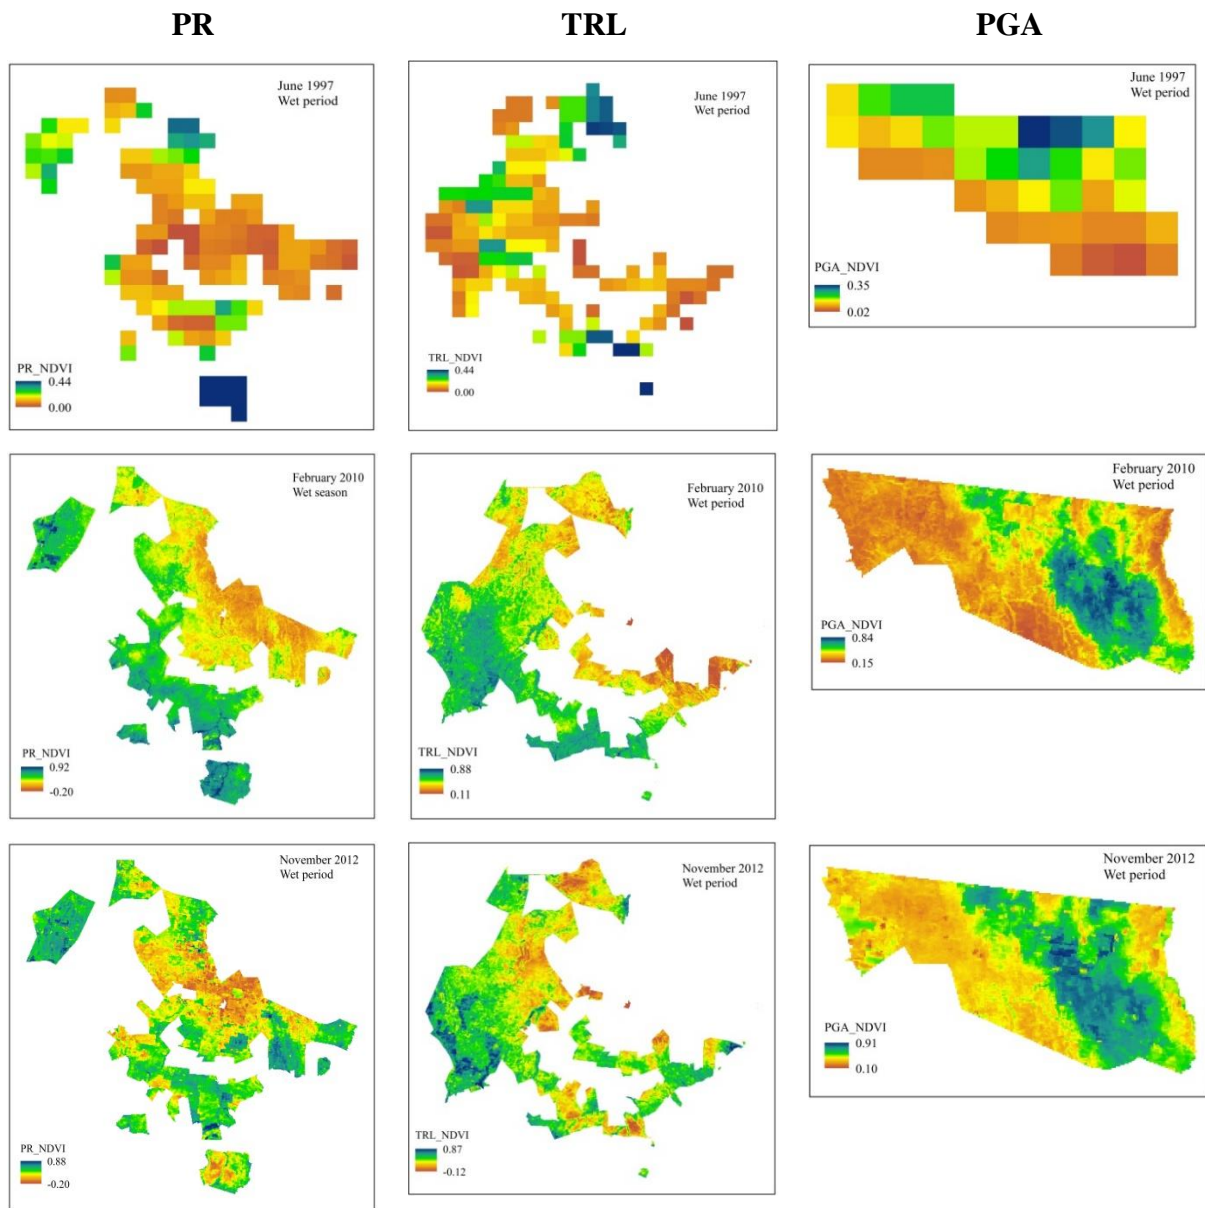 PR
TRL
PGA
June 1997
Wet period
PR_NDVI
0.44
0.00
June 1997
Wet period
TRL_NDVI
0.44
0.00
June 1997
Wet period
PGA_NDVI
0.35
0.02
February 2010
Wet season
PR_NDVI
0.92
-0.20
February 2010
Wet period
TRL_NDVI
0.88
0.11
February 2010
Wet period
PGA_NDVI
0.84
0.15
November 2012
Wet period
PR_NDVI
0.88
-0.20
November 2012
Wet period
TRL_NDVI
0.87
-0.12
November 2012
Wet period
PGA_NDVI
0.91
0.10